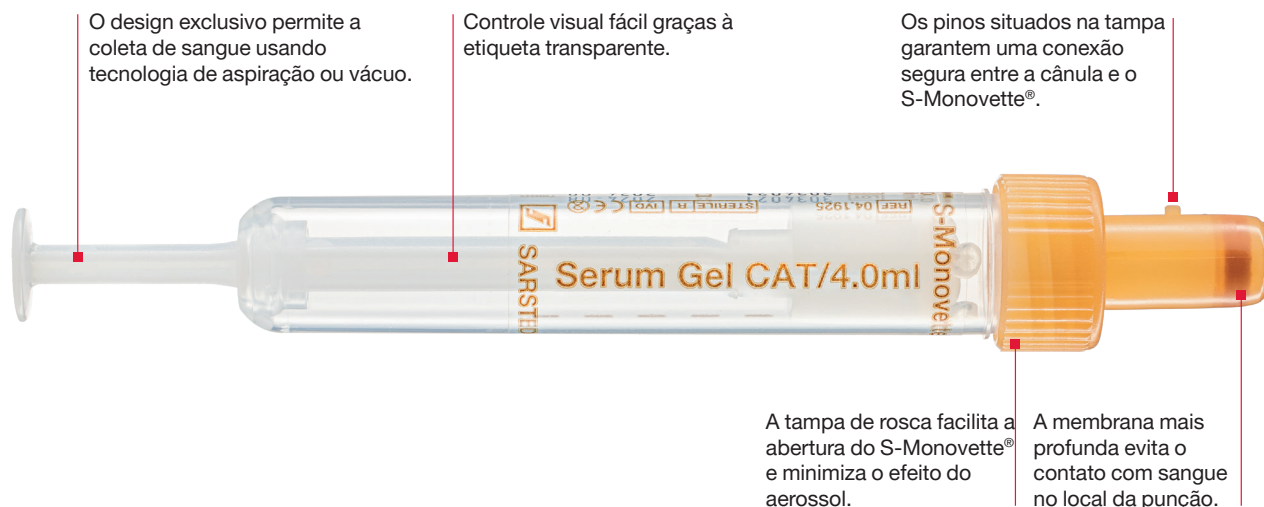 O design exclusivo permite a
coleta de sangue usando
tecnologia de aspiração ou vácuo.
Controle visual fácil graças à
etiqueta transparente.
Os pinos situados na tampa
garantem uma conexão
segura entre a cânula e o
S-Monovette®.
REF 04.1925
STERILE R
IVD
CE
SARSTED
Serum Gel CAT/4.0ml
S-Monovette
A tampa de rosca facilita a
abertura do S-Monovette®
e minimiza o efeito do
aerossol.
A membrana mais
profunda evita o
contato com sangue
no local da punção.